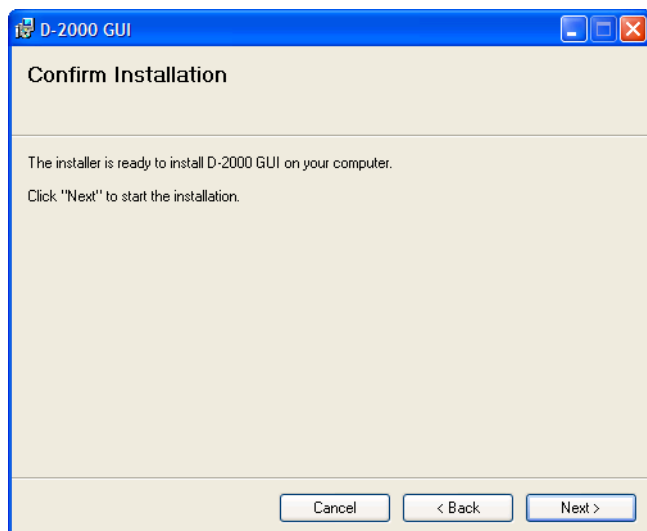 D-2000 GUI
Confirm Installation
The installer is ready to install D-2000 GUI on your computer.
Click "Next" to start the installation.
Cancel
< Back
Next >